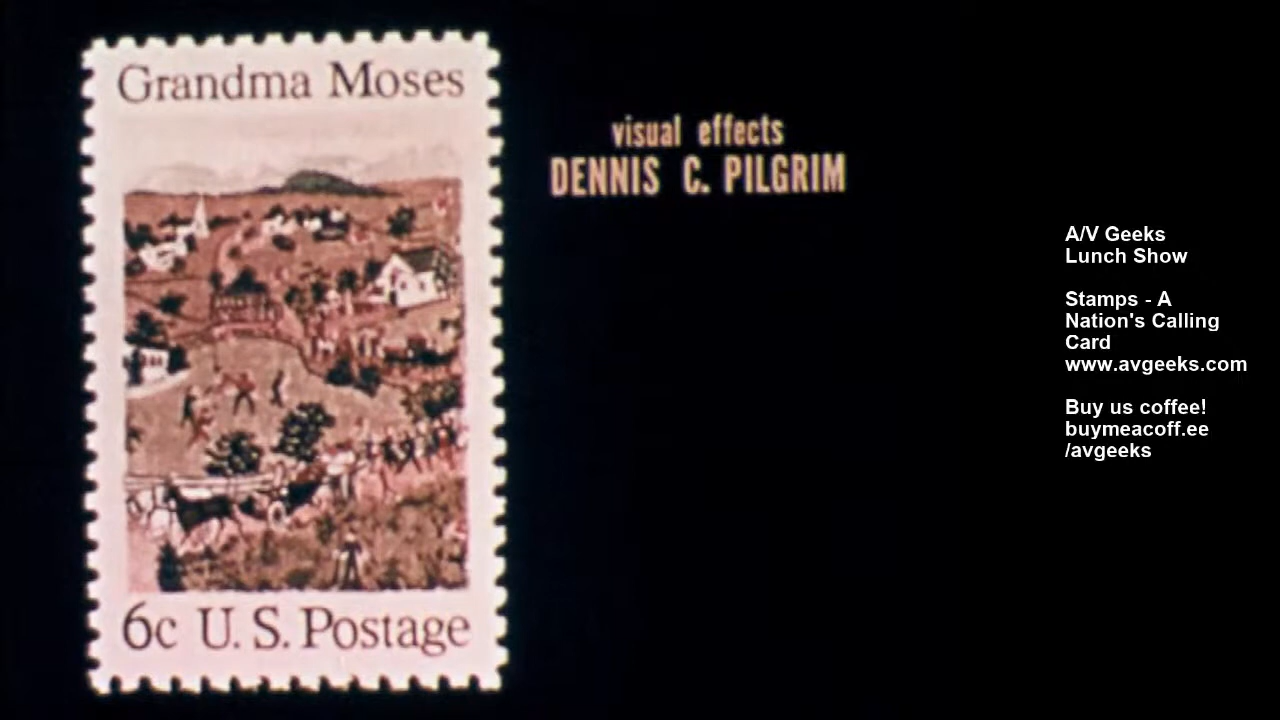 Grandma Moses
6c U.S. Postage
visual effects
DENNIS C. PILGRIM
A/V Geeks
Lunch Show
Stamps - A
Nation's Calling
Card
www.avgeeks.com
Buy us coffee!
buymeacoff.ee
/avgeeks